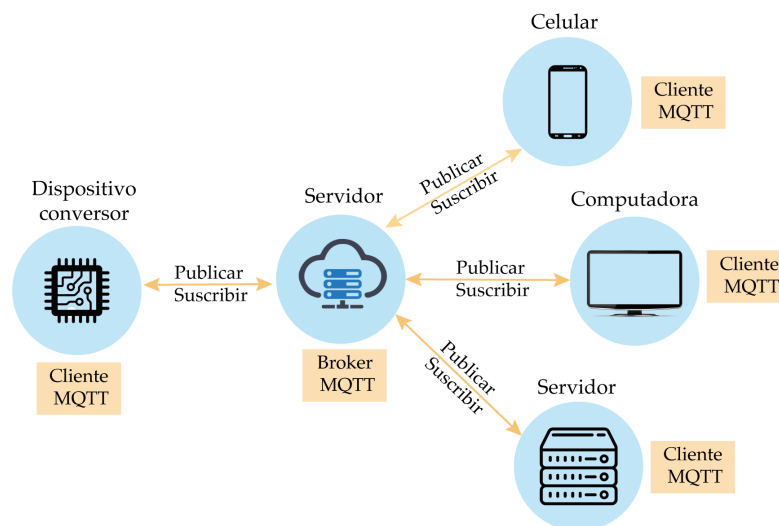 Celular
Cliente
MQTT
Publicar
Suscribir
Dispositivo
conversor
Servidor
Computadora
Publicar
Suscribir
Publicar
Suscribir
Cliente
MQTT
Cliente
MQTT
Broker
MQTT
Publicar
Suscribir
Servidor
Cliente
MQTT